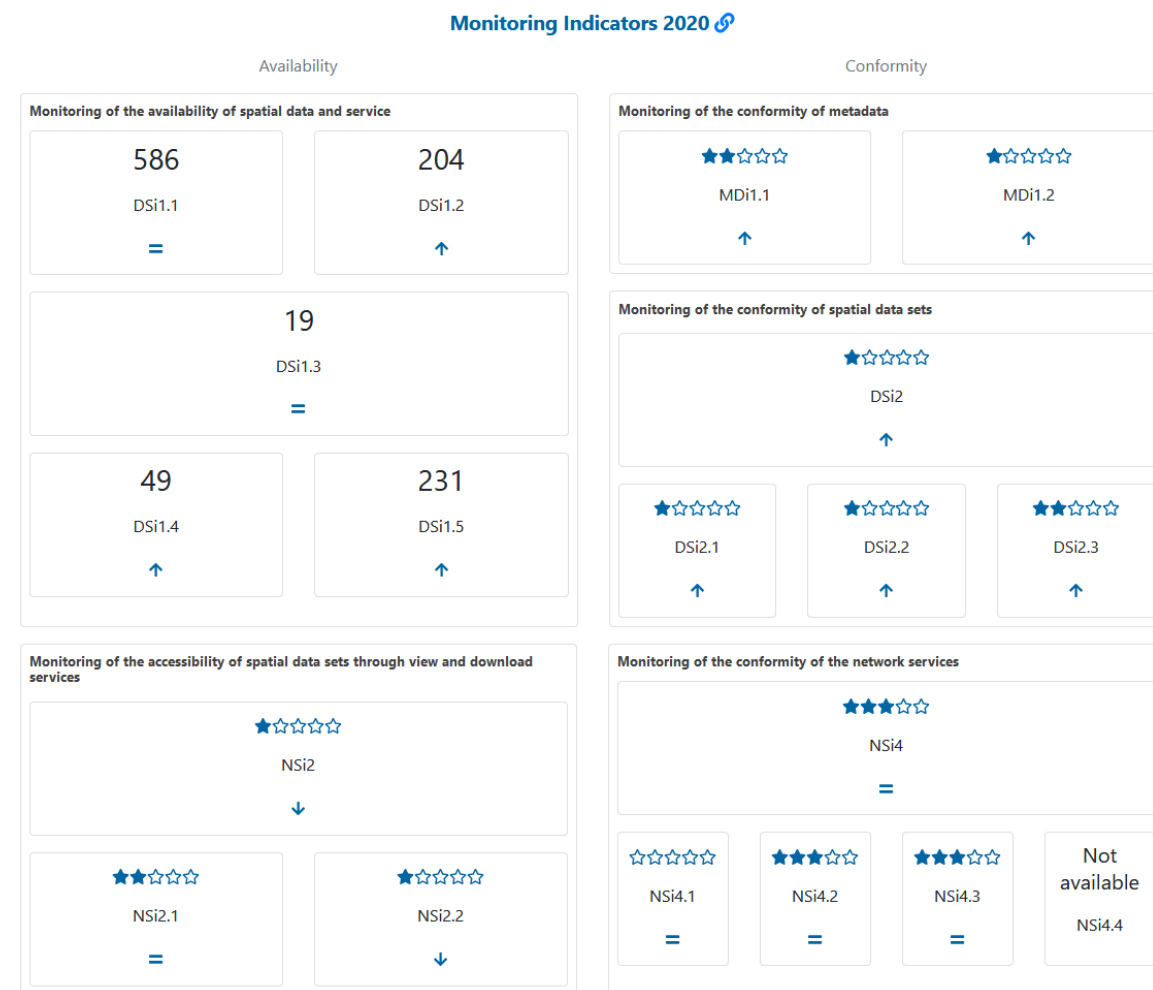 Monitoring Indicators 2020
Availability
Conformity
Monitoring of the availability of spatial data and service
586
DSi1.1
=
204
DSi1.2
↑
19
DSi1.3
=
49
DSi1.4
↑
231
DSi1.5
↑
Monitoring of the conformity of metadata
★★☆☆☆
MDi1.1
↑
★☆☆☆☆
MDi1.2
↑
Monitoring of the conformity of spatial data sets
★☆☆☆☆
DSi2
↑
★☆☆☆☆
DSi2.1
↑
★☆☆☆☆
DSi2.2
↑
★★☆☆☆
DSi2.3
↑
Monitoring of the accessibility of spatial data sets through view and download
services
★☆☆☆☆
NSi2
↓
★★☆☆☆
NSi2.1
=
★☆☆☆☆
NSi2.2
↓
Monitoring of the conformity of the network services
★★★☆☆
NSi4
=
☆☆☆☆☆
NSi4.1
=
★★★☆☆
NSi4.2
=
★★★☆☆
NSi4.3
=
Not
available
NSi4.4